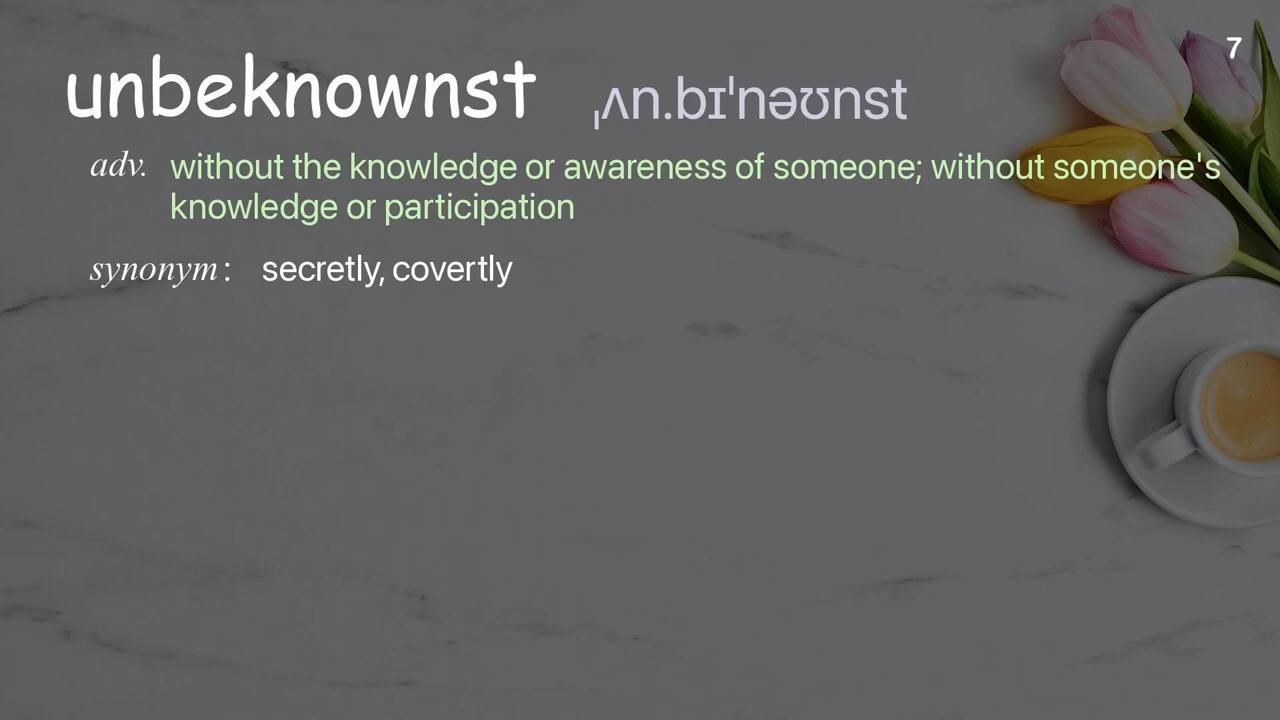 7
unbeknownst ˌʌn.bɪˈnəʊnst
adv. without the knowledge or awareness of someone; without someone's
knowledge or participation
synonym: secretly, covertly